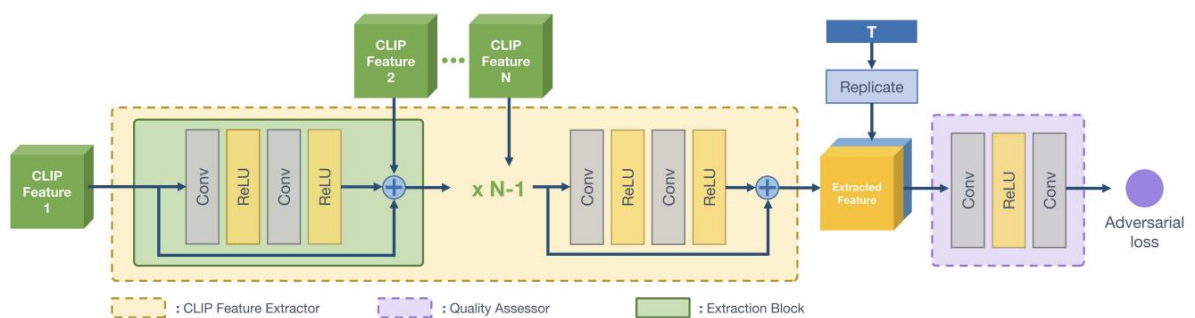 CLIP
Feature
1
Conv
ReLU
Conv
ReLU
CLIP
Feature
2
CLIP
Feature
N
x N-1
Conv
ReLU
Conv
ReLU
T
Replicate
Extracted
Feature
Conv
ReLU
Conv
Adversarial
loss
: CLIP Feature Extractor
: Quality Assessor
: Extraction Block